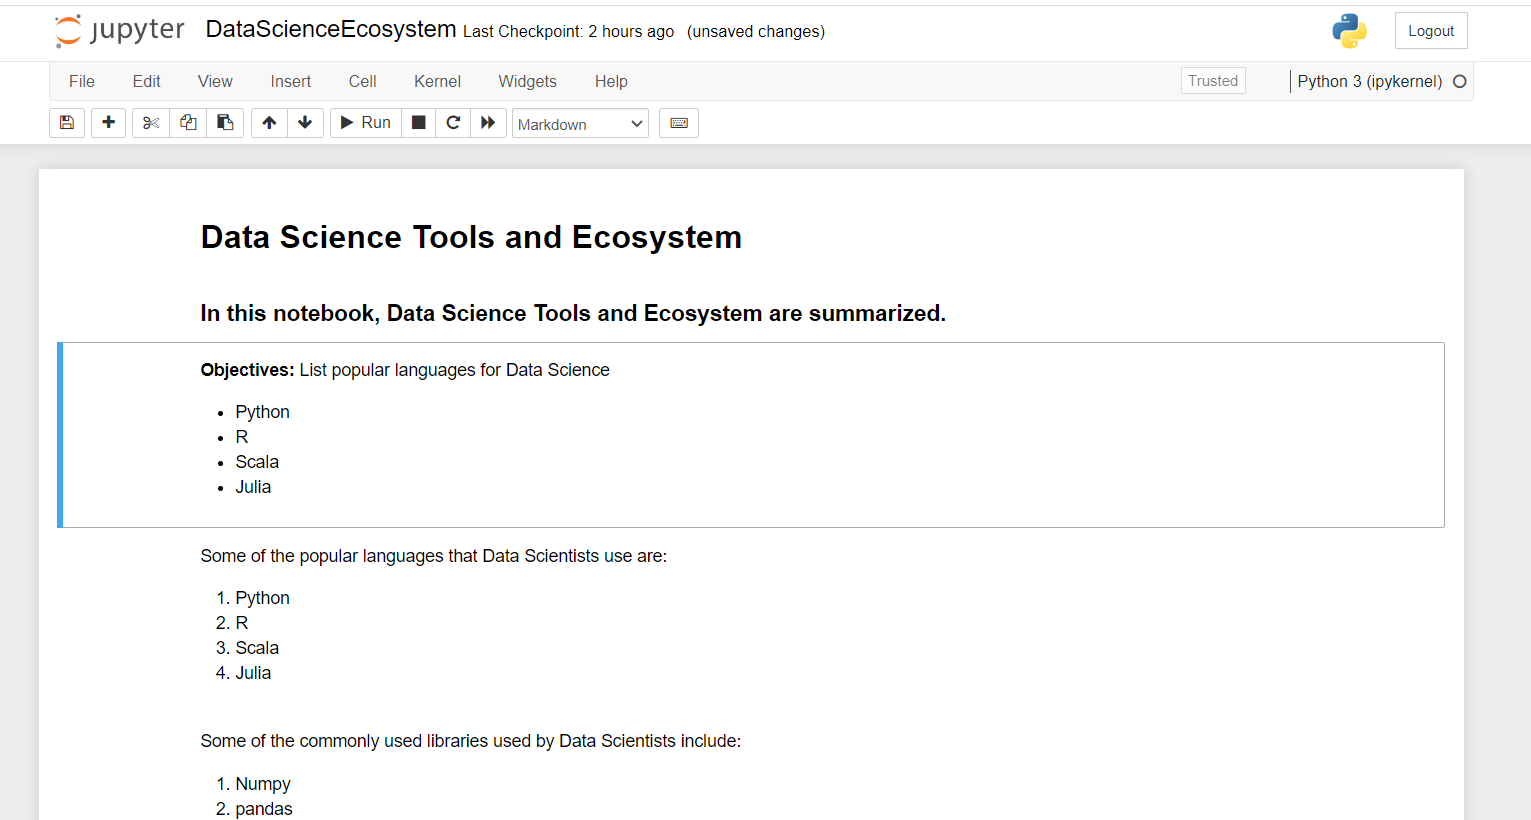 jupyter DataScienceEcosystem Last Checkpoint: 2 hours ago (unsaved changes) Logout
File Edit View Insert Cell Kernel Widgets Help Trusted Python 3 (ipykernel)
Run Markdown
Data Science Tools and Ecosystem
In this notebook, Data Science Tools and Ecosystem are summarized.
Objectives: List popular languages for Data Science
• Python
• R
• Scala
• Julia
Some of the popular languages that Data Scientists use are:
1. Python
2. R
3. Scala
4. Julia
Some of the commonly used libraries used by Data Scientists include:
1. Numpy
2. pandas